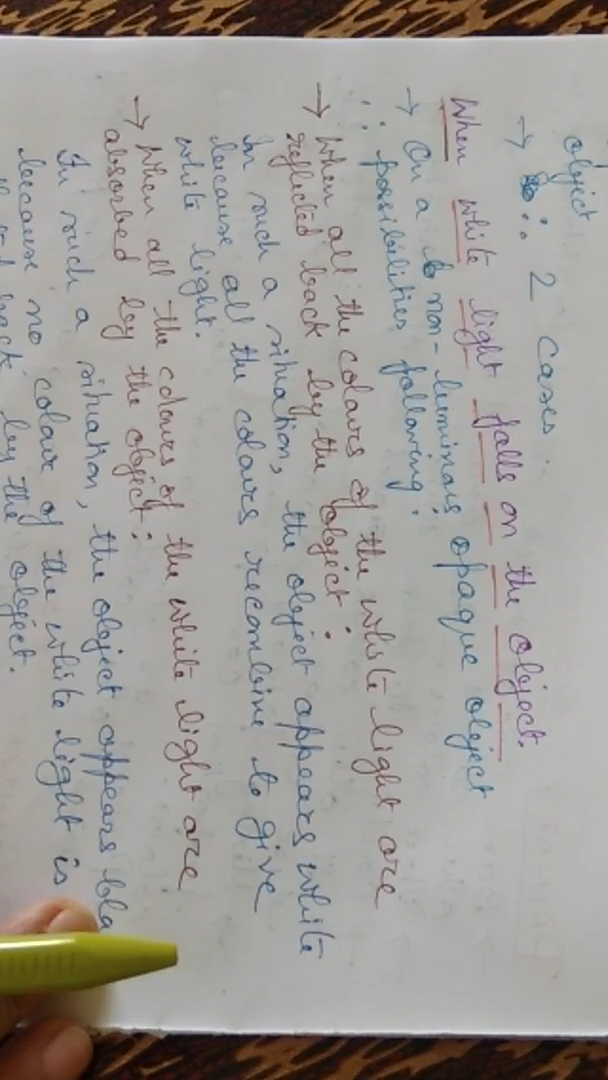 object
→ ∴ 2 cases:
When white light falls on the object.
→ On a non-luminous opaque object
∴ possibilities following:
→ When all the colours of the white light are
reflected back by the object:
In such a situation, the object appears white
because all the colours recombine to give
white light.
→ When all the colours of the white light are
absorbed by the object:
In such a situation, the object appears bla
because no colour of the white light is
back by the object.